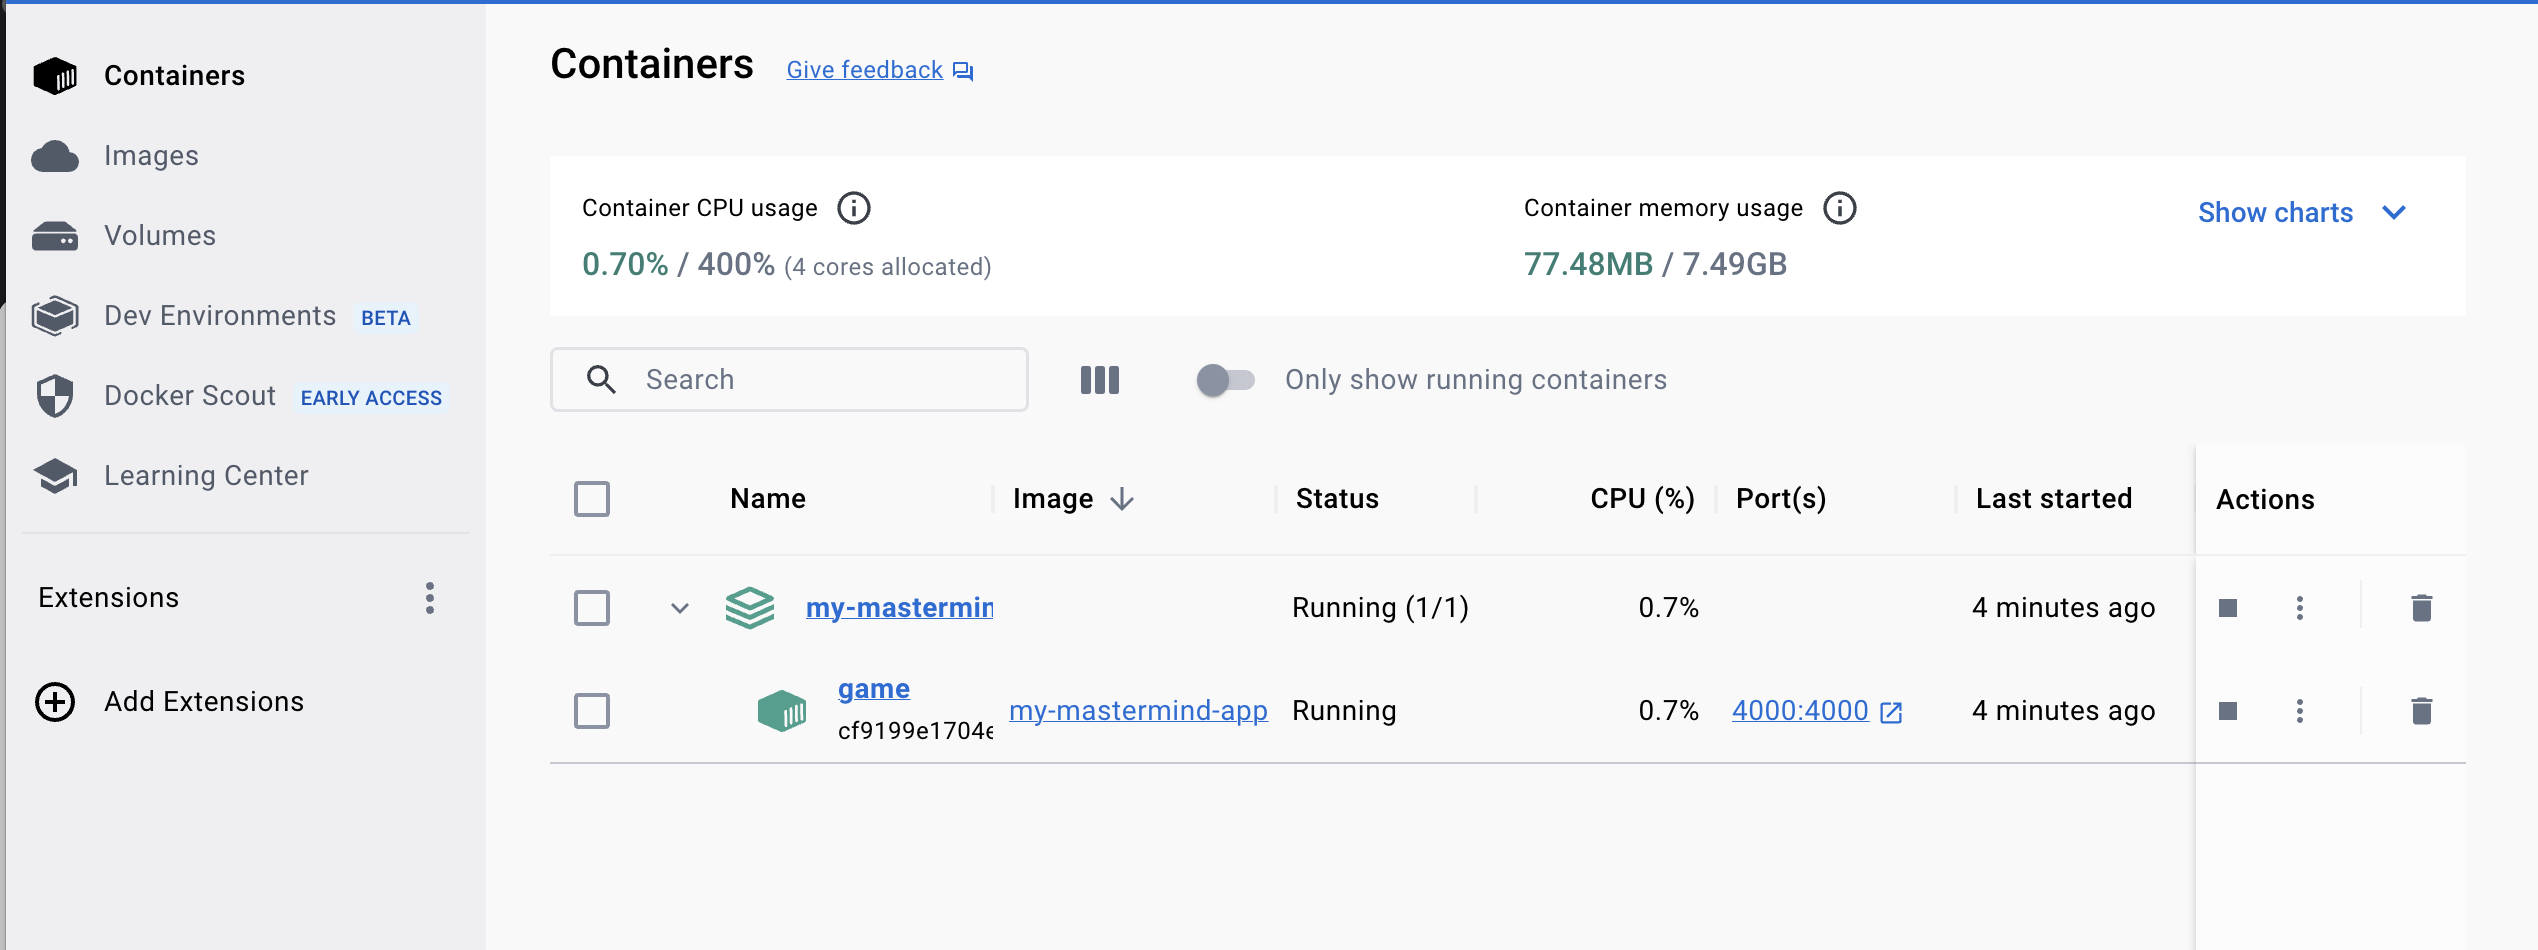 Containers
Images
Volumes
Dev Environments BETA
Docker Scout EARLY ACCESS
Learning Center
Extensions
Add Extensions
Containers Give feedback
Container CPU usage
0.70% / 400% (4 cores allocated)
Container memory usage
77.48MB / 7.49GB
Show charts
Search
Only show running containers
Name Image Status CPU (%) Port(s) Last started Actions
my-mastermin Running (1/1) 0.7% 4 minutes ago
game
cf9199e1704e my-mastermind-app Running 0.7% 4000:4000 4 minutes ago